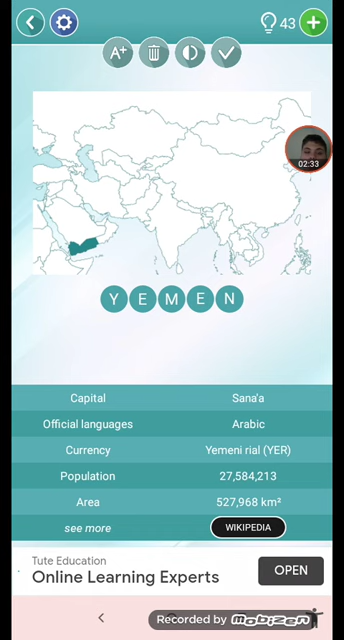 43
A+
02:33
YEMEN
Capital Sana'a
Official languages Arabic
Currency Yemeni rial (YER)
Population 27,584,213
Area 527,968 km²
see more WIKIPEDIA
Tute Education
Online Learning Experts
OPEN
Recorded by mobizen